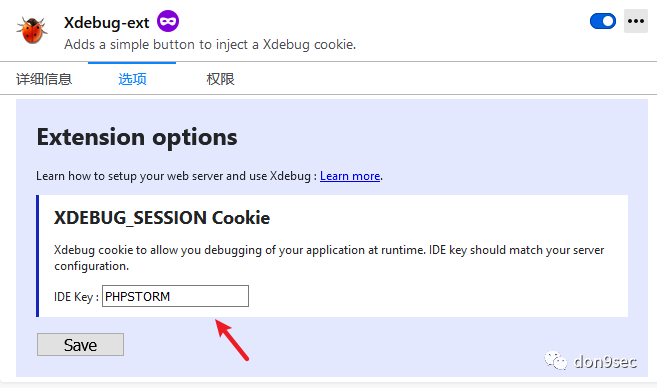 Xdebug-ext
Adds a simple button to inject a Xdebug cookie.
详细信息 选项 权限
Extension options
Learn how to setup your web server and use Xdebug : Learn more.
XDEBUG_SESSION Cookie
Xdebug cookie to allow you debugging of your application at runtime. IDE key should match your server
configuration.
IDE Key : PHPSTORM
Save
don9sec